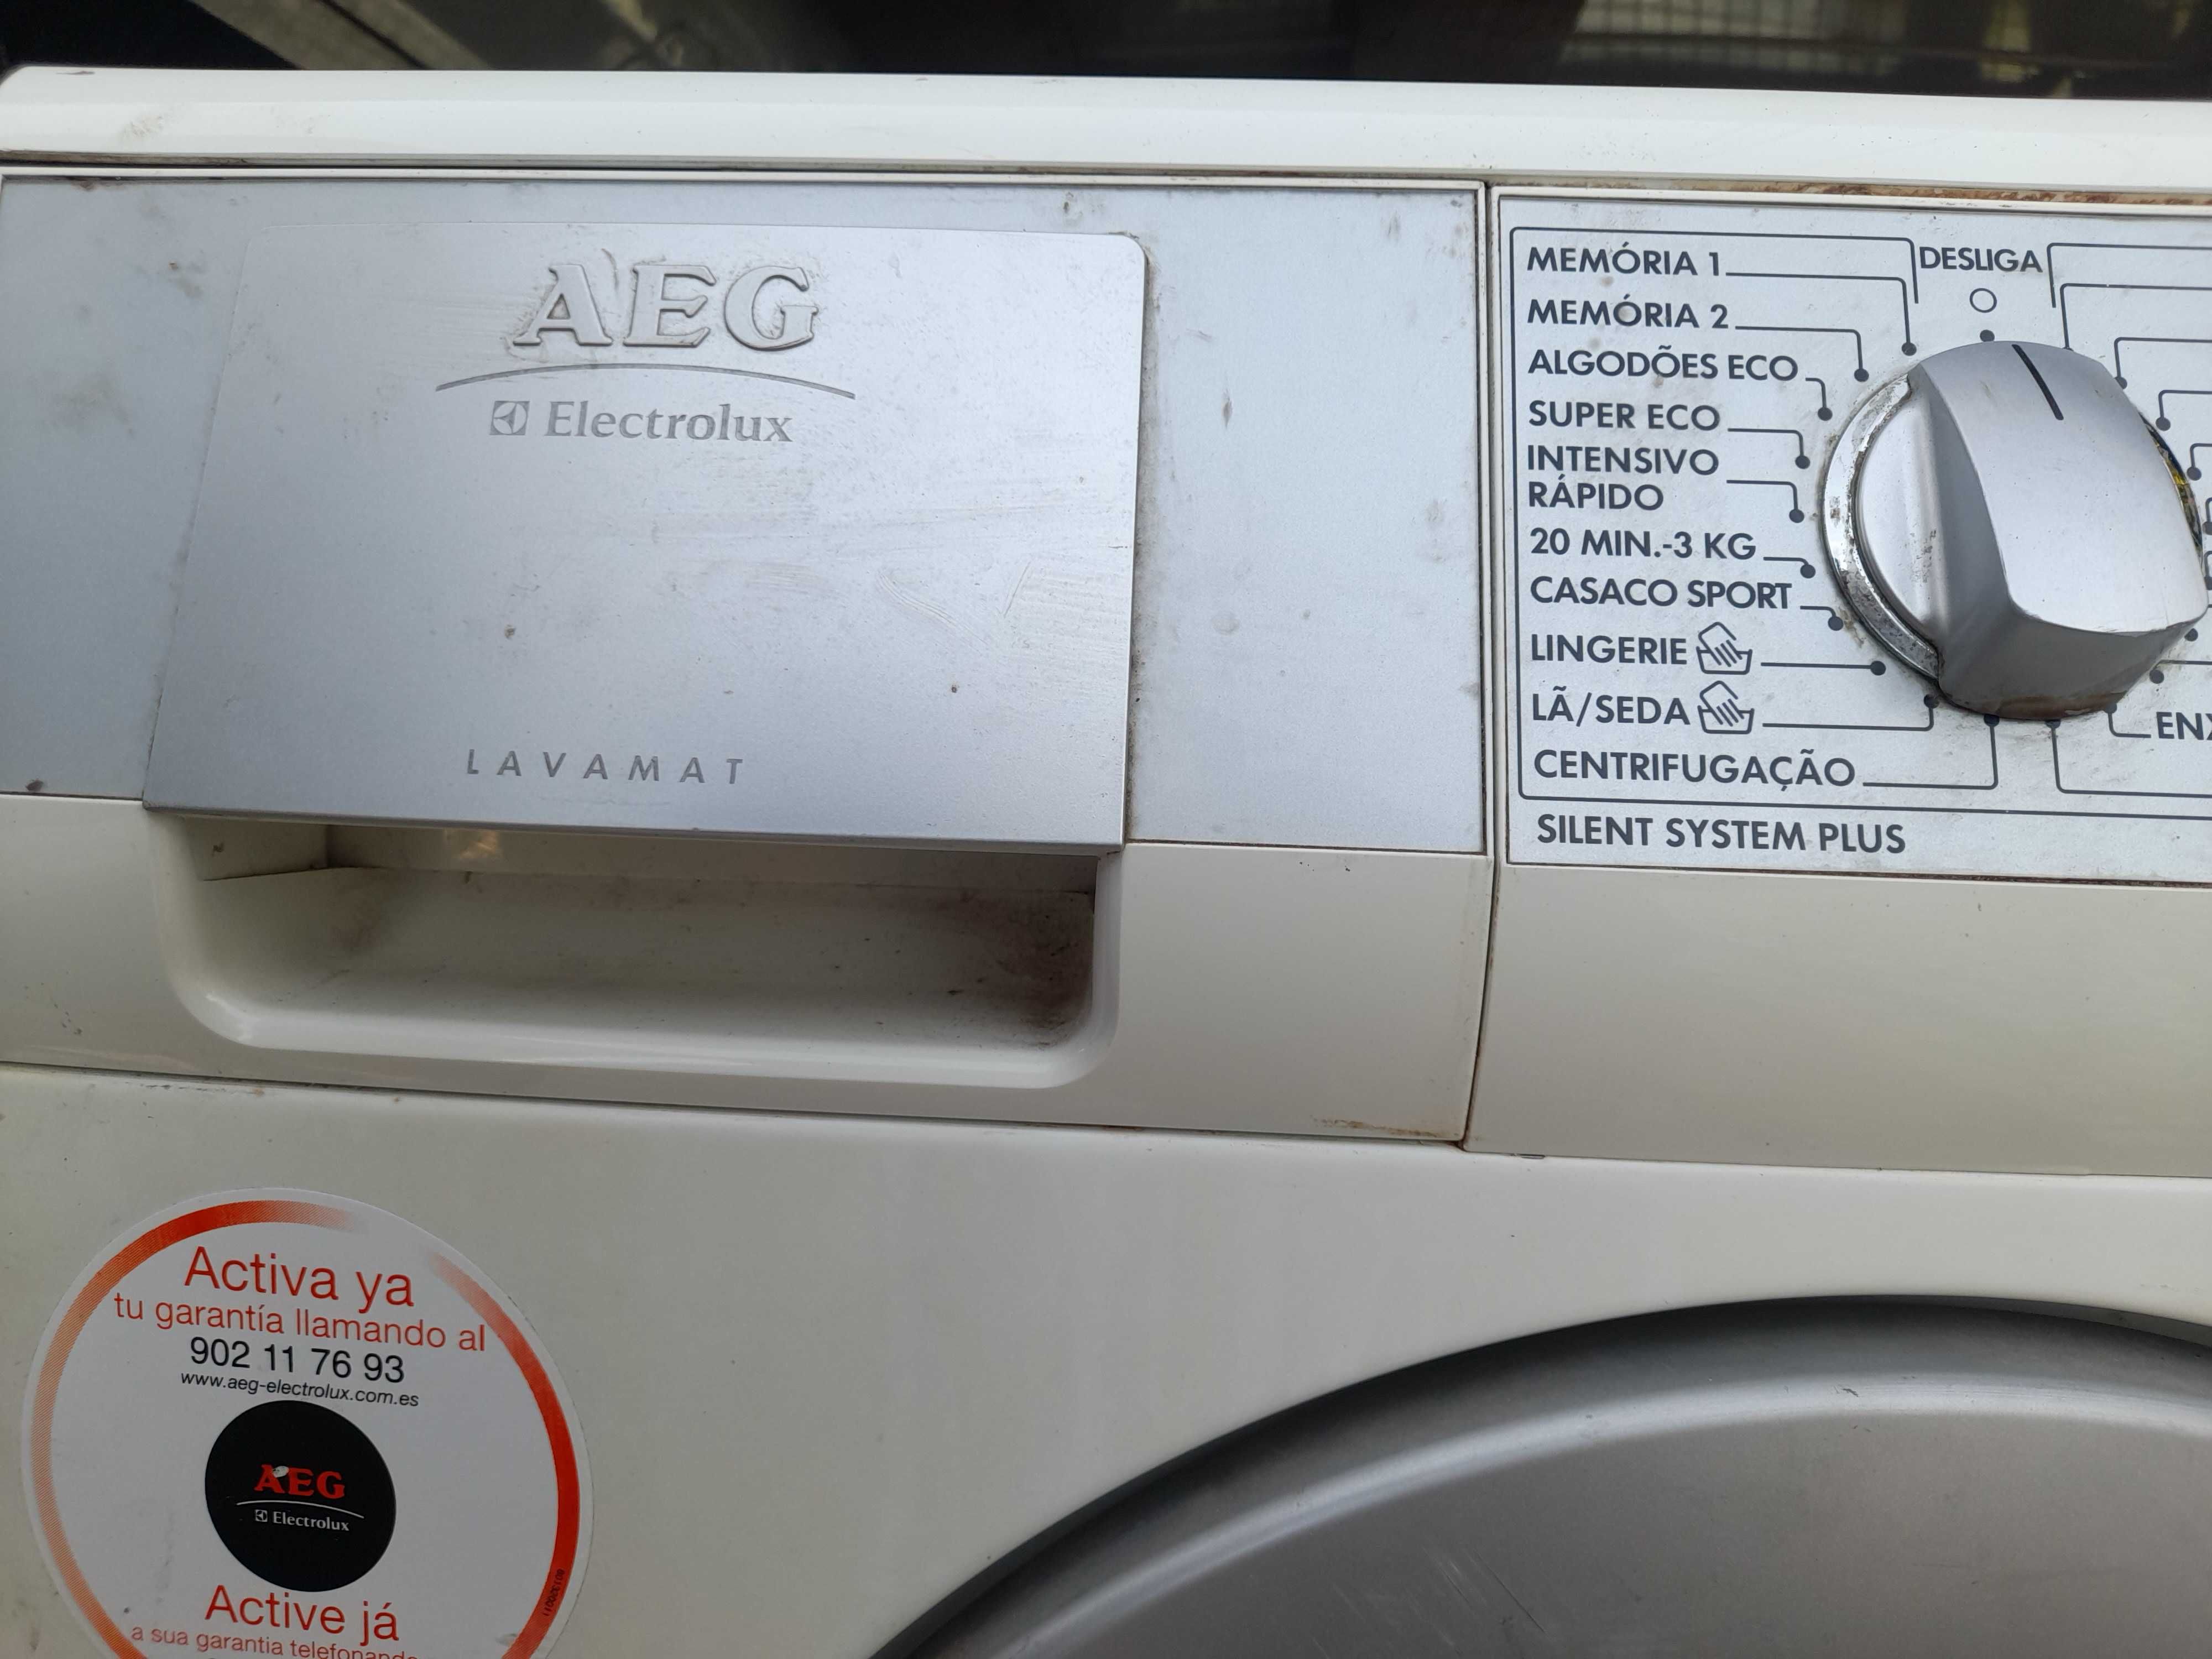 AEG
Electrolux
LAVAMAT
MEMÓRIA 1
MEMÓRIA 2
ALGODÕES ECO
SUPER ECO
INTENSIVO
RÁPIDO
20 MIN.-3 KG
CASACO SPORT
LINGERIE
LÃ/SEDA
CENTRIFUGAÇÃO
SILENT SYSTEM PLUS
DESLIGA
Activa ya
tu garantía llamando al
902 11 76 93
www.aeg-electrolux.com.es
AEG
Electrolux
Active já
a sua garantia telefonando